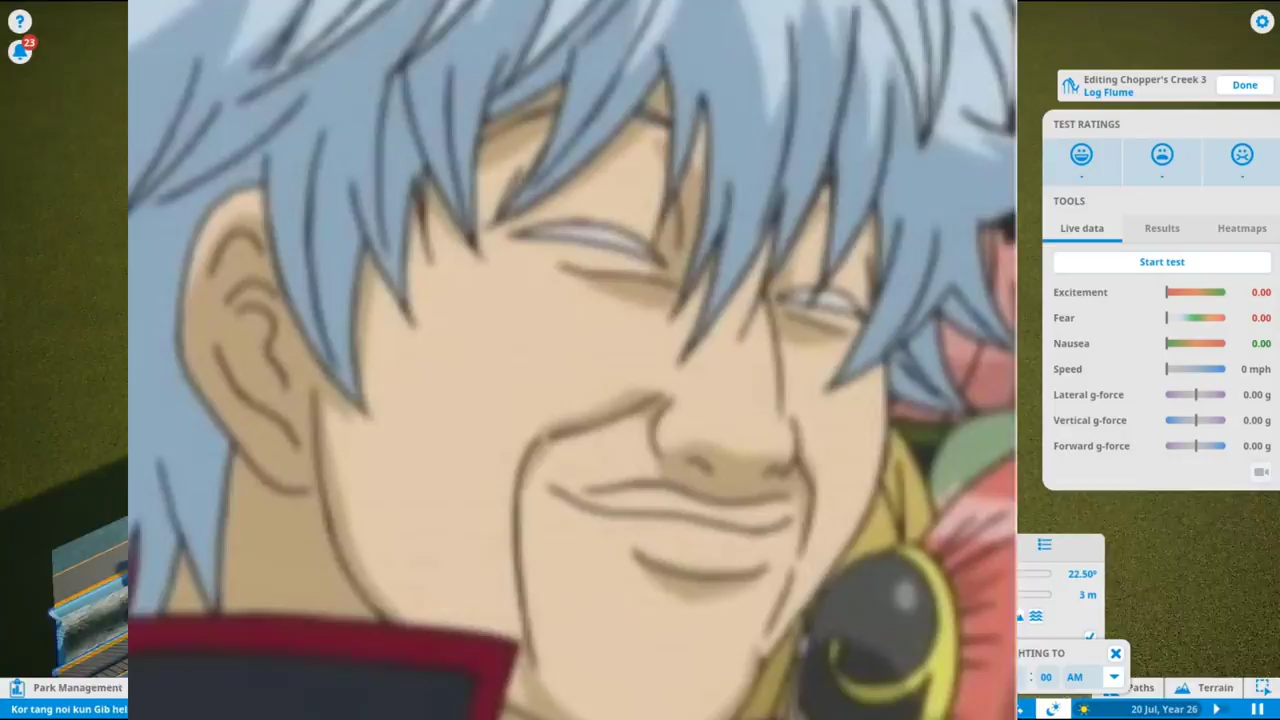 ?
23
Editing Chopper's Creek 3
Log Flume
Done
TEST RATINGS
- - -
TOOLS
Live data Results Heatmaps
Start test
Excitement 0.00
Fear 0.00
Nausea 0.00
Speed 0 mph
Lateral g-force 0.00 g
Vertical g-force 0.00 g
Forward g-force 0.00 g
22.50°
3 m
HTING TO
: 00 AM
Park Management
Paths Terrain
Kor tang noi kun Gib hel
20 Jul, Year 26